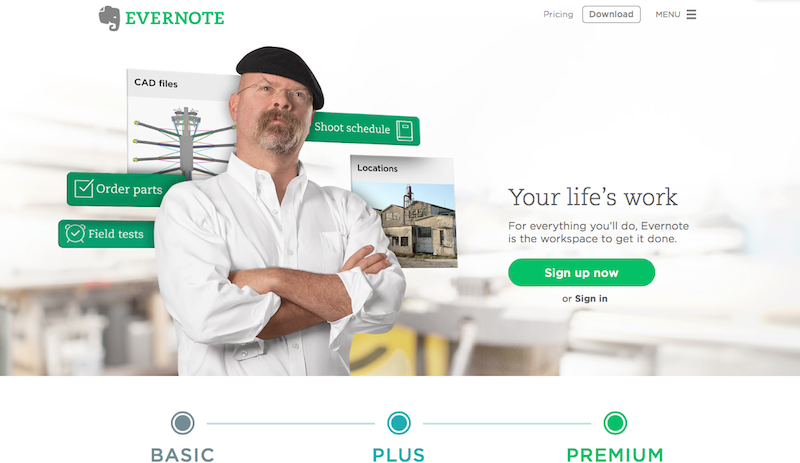 EVERNOTE
Pricing
Download
MENU
CAD files
Shoot schedule
Locations
Order parts
Field tests
Your life's work
For everything you'll do, Evernote
is the workspace to get it done.
Sign up now
or Sign in
BASIC
PLUS
PREMIUM